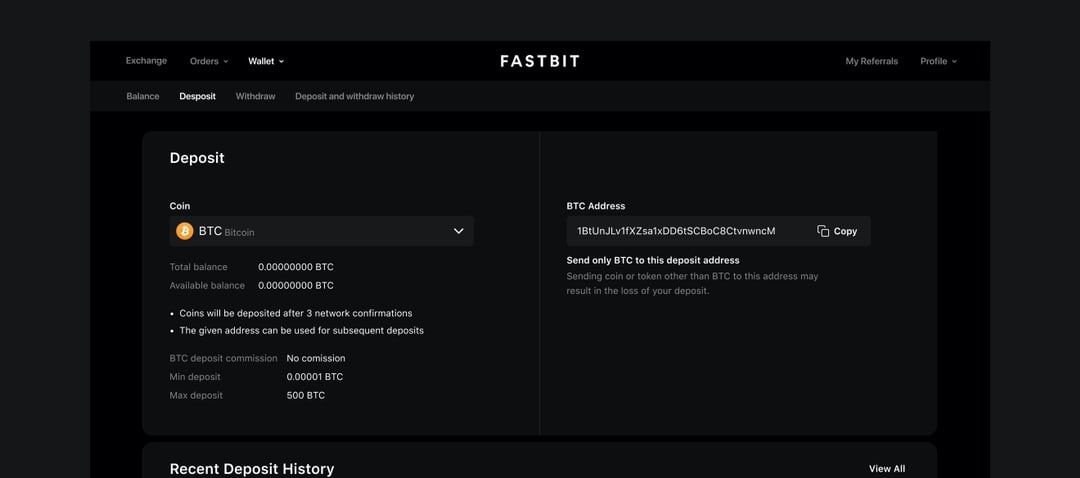 Exchange Orders Wallet FASTBIT My Referrals Profile
Balance Desposit Withdraw Deposit and withdraw history
Deposit
Coin
BTC Bitcoin
Total balance 0.00000000 BTC
Available balance 0.00000000 BTC
• Coins will be deposited after 3 network confirmations
• The given address can be used for subsequent deposits
BTC deposit commission No comission
Min deposit 0.00001 BTC
Max deposit 500 BTC
BTC Address
1BtUnJLv1fXZsa1xDD6tSCBoC8CtvnwncM Copy
Send only BTC to this deposit address
Sending coin or token other than BTC to this address may
result in the loss of your deposit.
Recent Deposit History View All